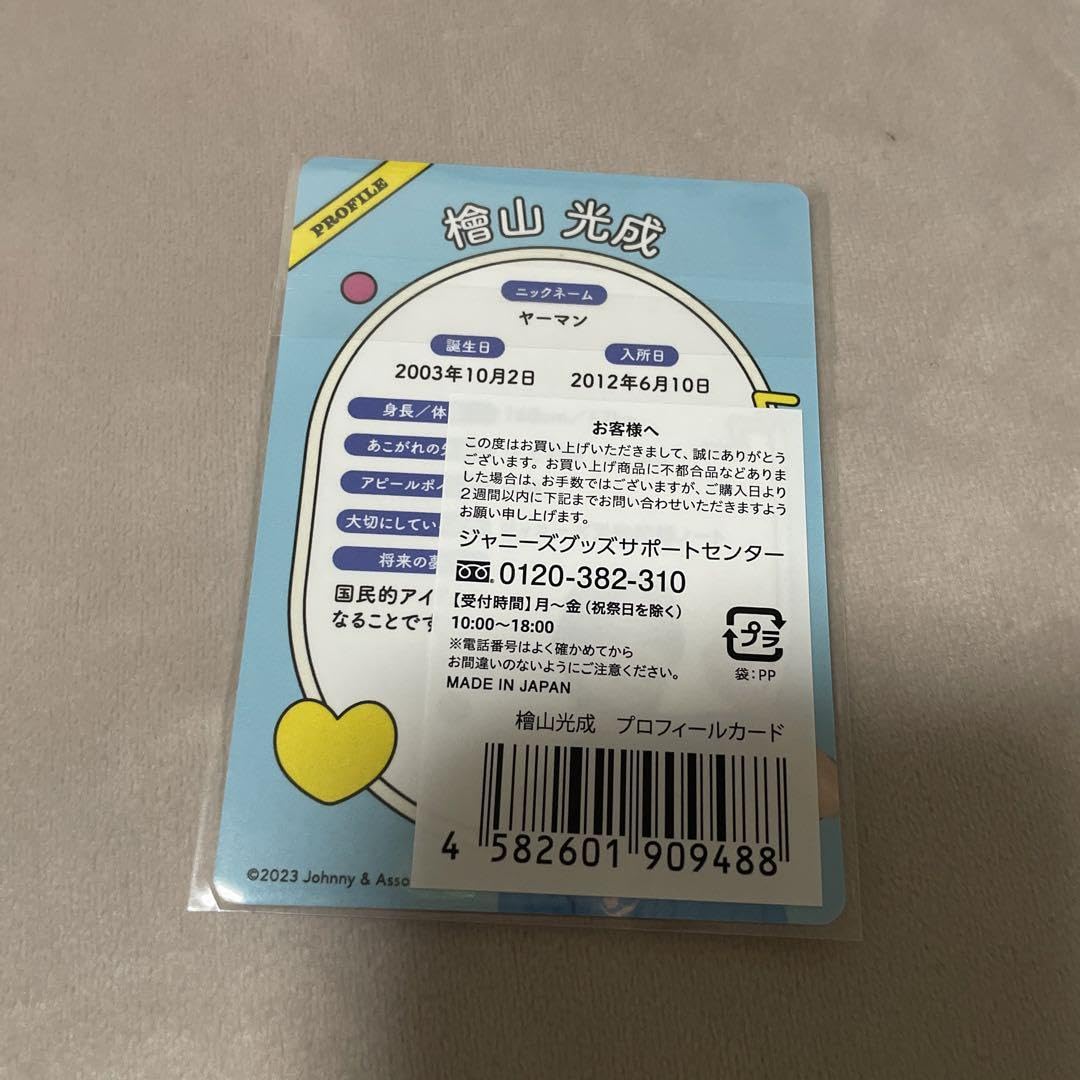 PROFILE
檜山 光成
ニックネーム
ヤーマン
誕生日
2003年10月2日
入所日
2012年6月10日
身長/体
あこがれの
アピールポイ
大切にしてい
将来の夢
国民的アイ
なることです
©2023 Johnny & Asso
お客様へ
この度はお買い上げいただきまして、誠にありがとう
ございます。お買い上げ商品に不都合品などありま
した場合は、お手数ではございますが、ご購入日より
2週間以内に下記までお問い合わせいただきますよう
お願い申し上げます。
ジャニーズグッズサポートセンター
0120-382-310
【受付時間】月〜金(祝祭日を除く)
10:00〜18:00
※電話番号はよく確かめてから
お間違いのないようにご注意ください。
MADE IN JAPAN
プラ
袋:PP
檜山光成 プロフィールカード
4 582601 909488